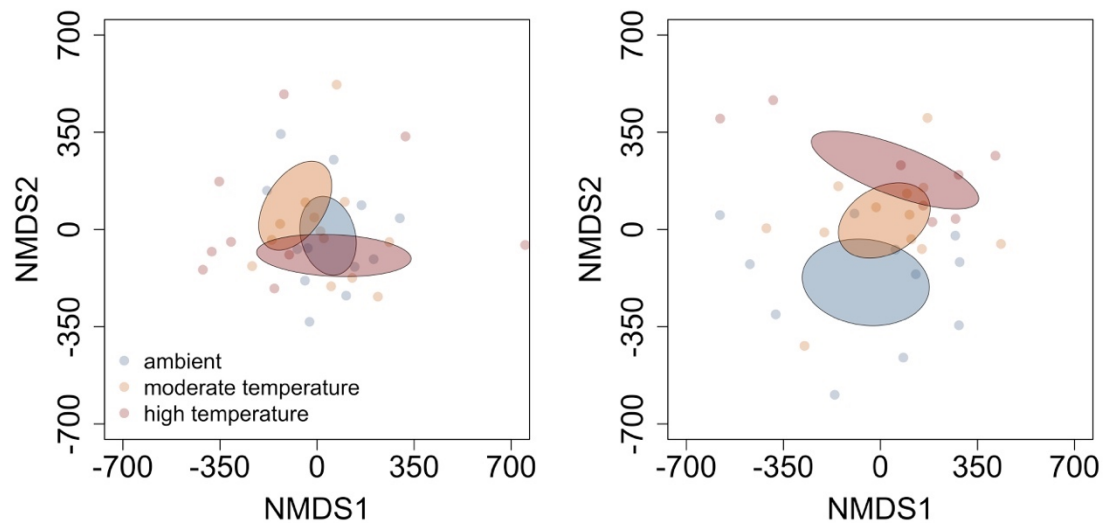 700
350
0
-350
-700
NMDS2
ambient
moderate temperature
high temperature
-700 -350 0 350 700
NMDS1
700
350
0
-350
-700
NMDS2
-700 -350 0 350 700
NMDS1